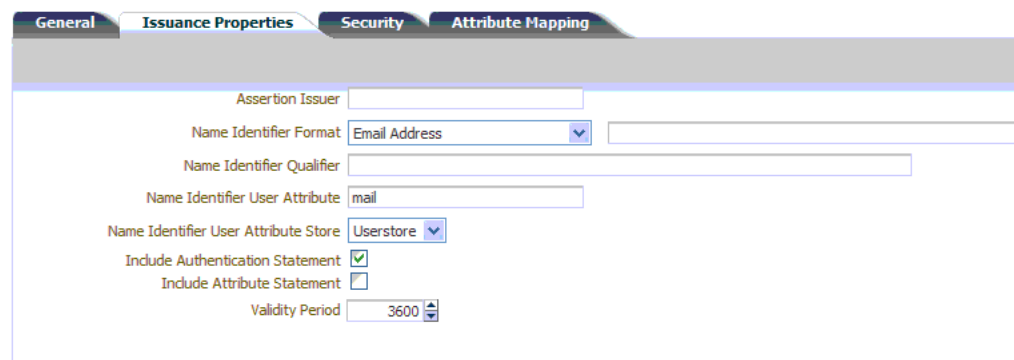 General Issuance Properties Security Attribute Mapping
Assertion Issuer
Name Identifier Format Email Address
Name Identifier Qualifier
Name Identifier User Attribute mail
Name Identifier User Attribute Store Userstore
Include Authentication Statement
Include Attribute Statement
Validity Period 3600